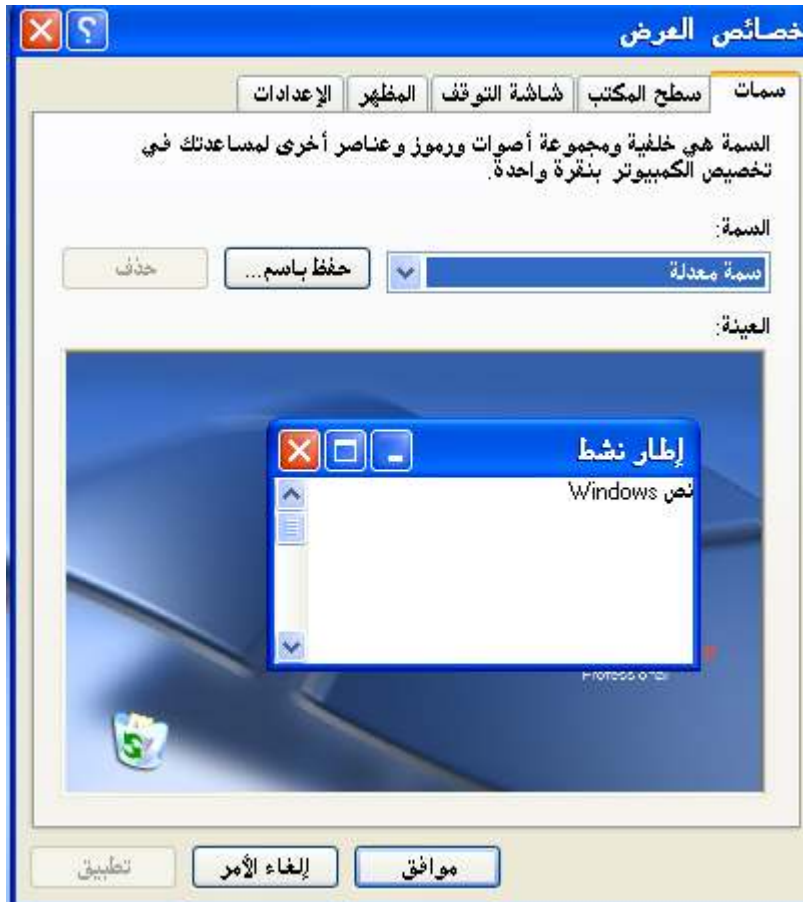 خصائص العرض
سمات سطح المكتب شاشة التوقف المظهر الإعدادات
السمة هي خلفية ومجموعة أصوات ورموز وعناصر أخرى لمساعدتك في
تخصيص الكمبيوتر بنقرة واحدة.
السمة:
سمة معدلة حفظ باسم... حذف
العينة:
إطار نشط
نص Windows
Professional
موافق إلغاء الأمر تطبيق